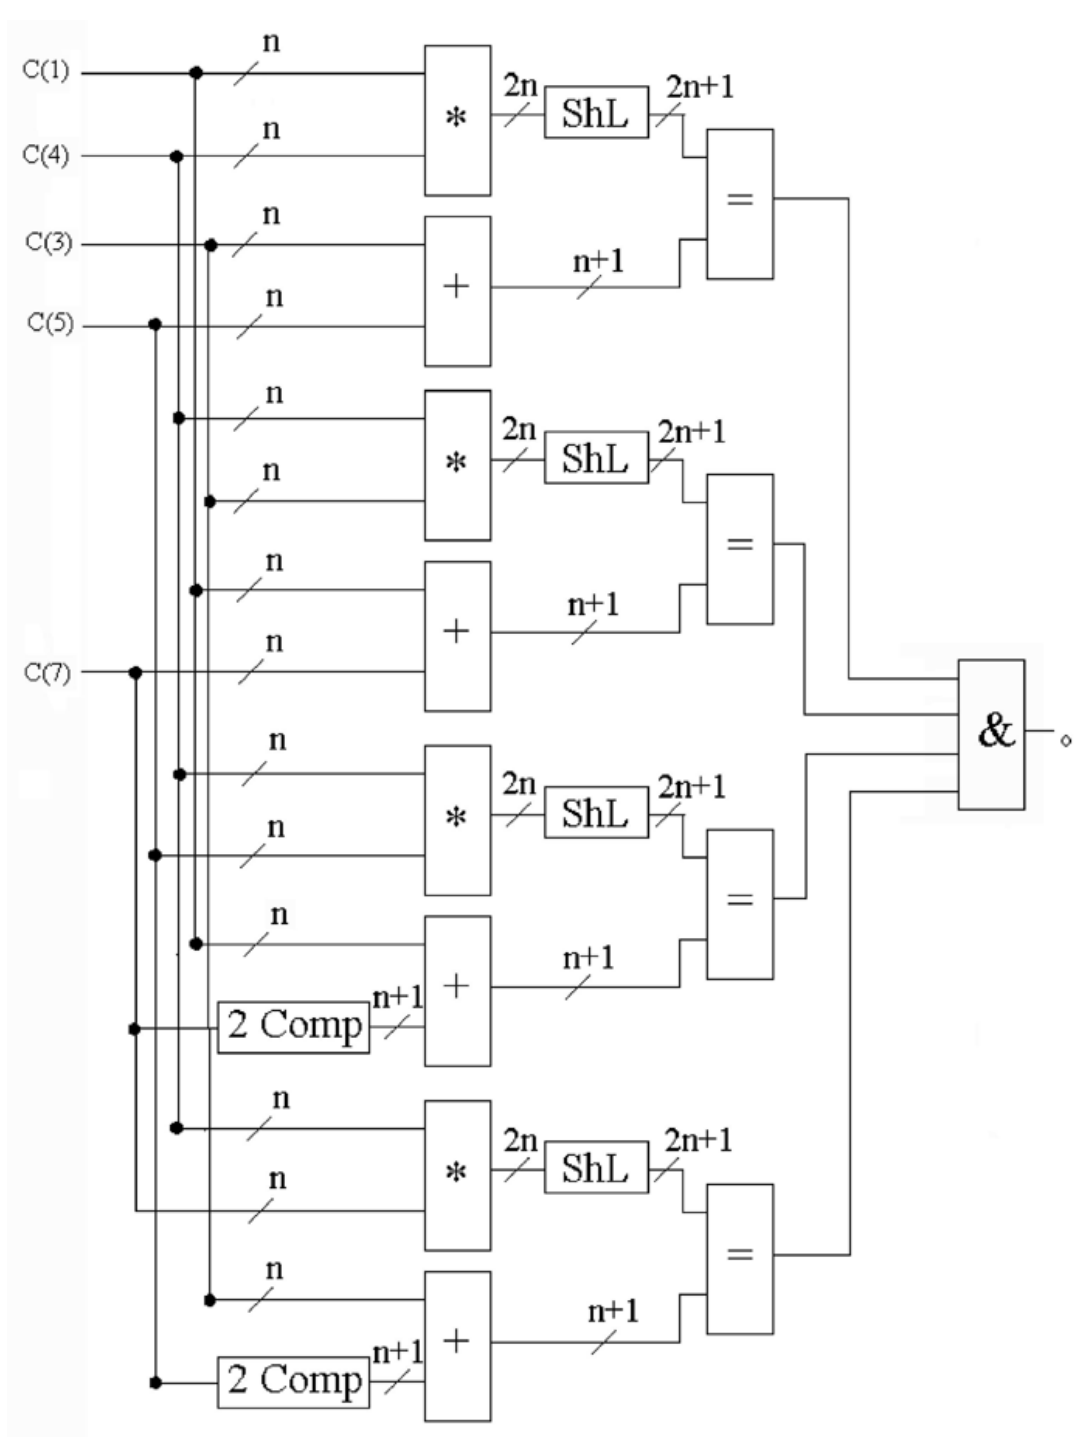 n
C(1)
2n 2n+1
* ShL
n
C(4)
=
n
C(3)
n+1
+
n
C(5)
n
2n 2n+1
* ShL
n
=
n
n+1
+
n
C(7)
&
n
2n 2n+1
* ShL
n
=
n
n+1
+
n+1
2 Comp
n
2n 2n+1
* ShL
n
=
n
n+1
+
n+1
2 Comp